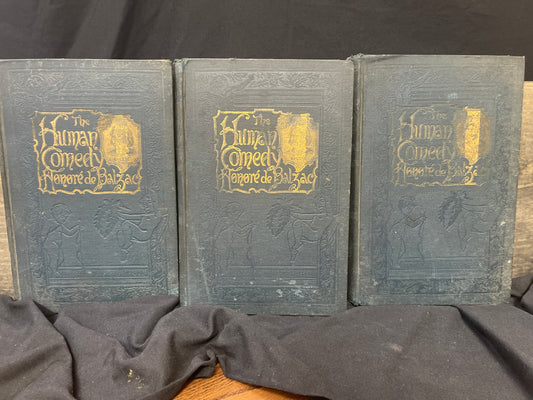 The
Human
Comedy
Honoré de Balzac
The
Human
Comedy
Honoré de Balzac
The
Human
Comedy
Honoré de Balzac